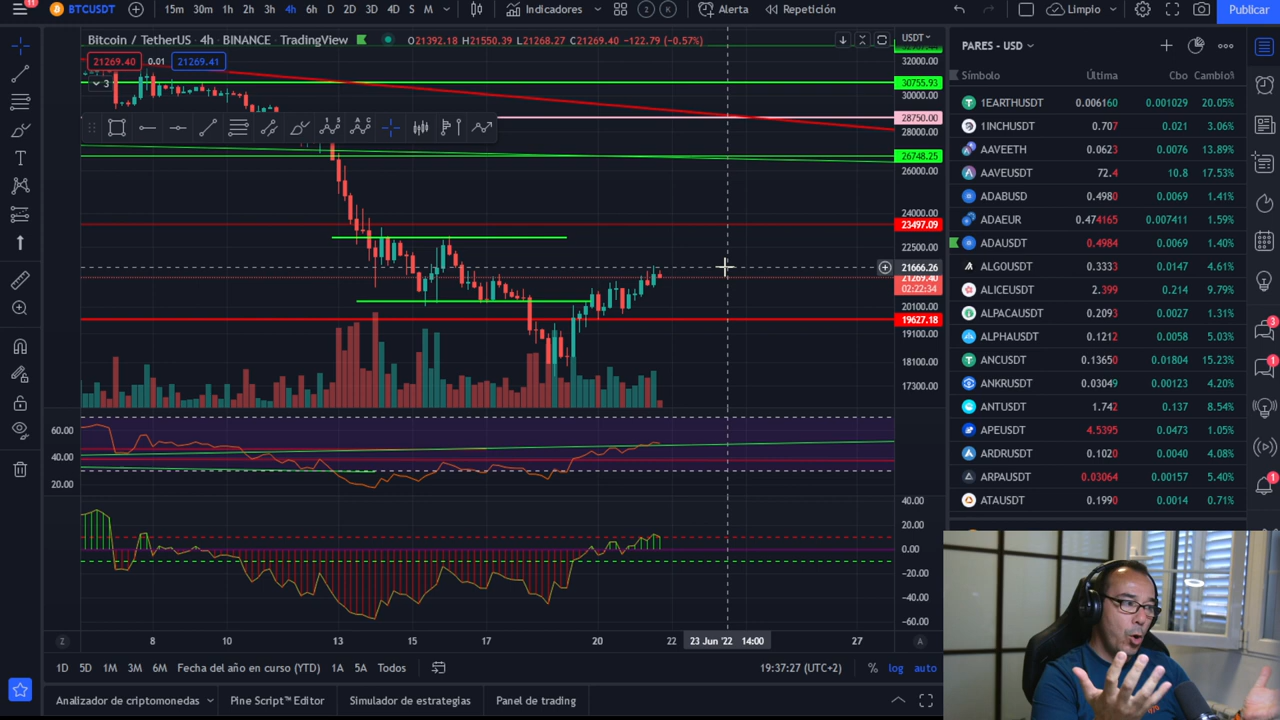 11 BTCUSDT 15m 30m 1h 2h 3h 4h 6h D 2D 3D 4D S M Indicadores 2 K Alerta Repetición Limpio Publicar
Bitcoin / TetherUS · 4h · BINANCE · TradingView O21392.18 H21550.39 L21268.27 C21269.40 −122.79 (−0.57%)
USDT
21269.40 0.01 21269.41
3
30755.93
30000.00
28750.00
28000.00
26748.25
26000.00
24000.00
23497.09
22500.00
21666.26
21269.40
02:22:34
20100.00
19627.18
19100.00
18100.00
17300.00
60.00
40.00
20.00
40.00
20.00
0.00
−20.00
−40.00
−60.00
Z 8 10 13 15 17 20 22 23 Jun '22 14:00 27 A
1D 5D 1M 3M 6M Fecha del año en curso (YTD) 1A 5A Todos 19:37:27 (UTC+2) % log auto
Analizador de criptomonedas Pine Script™ Editor Simulador de estrategias Panel de trading
PARES - USD
Símbolo Última Cbo Cambio%
1EARTHUSDT 0.006160 0.001029 20.05%
1INCHUSDT 0.707 0.021 3.06%
AAVEETH 0.0623 0.0076 13.89%
AAVEUSDT 72.4 10.8 17.53%
ADABUSD 0.4980 0.0069 1.41%
ADAEUR 0.474165 0.007411 1.59%
ADAUSDT 0.4984 0.0069 1.40%
ALGOUSDT 0.3333 0.0147 4.61%
ALICEUSDT 2.399 0.214 9.79%
ALPACAUSDT 0.2093 0.0027 1.31%
ALPHAUSDT 0.1212 0.0058 5.03%
ANCUSDT 0.13650 0.01804 15.23%
ANKRUSDT 0.03049 0.00123 4.20%
ANTUSDT 1.742 0.137 8.54%
APEUSDT 4.5395 0.0473 1.05%
ARDRUSDT 0.1020 0.0040 4.08%
ARPAUSDT 0.03064 0.00157 5.40%
ATAUSDT 0.1990 0.0014 0.71%
3
1
1